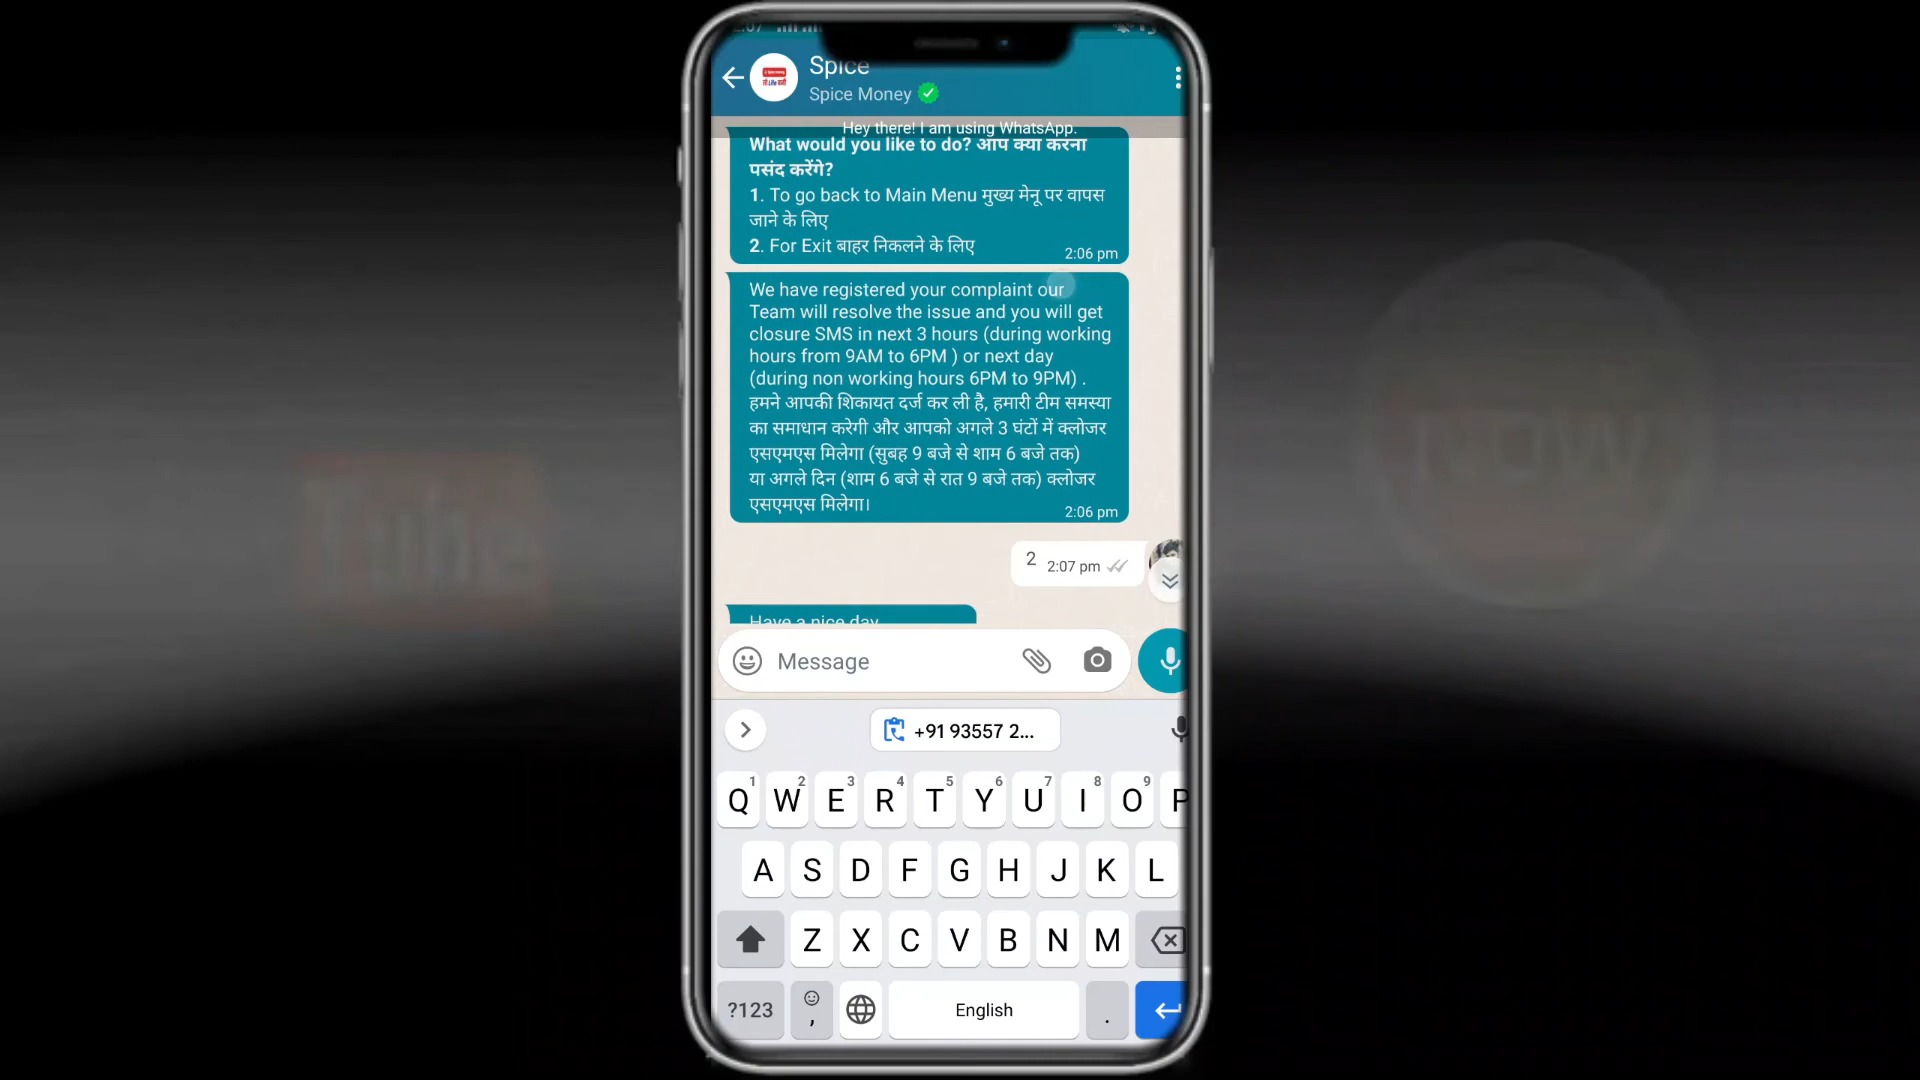 Spice
Spice Money
Hey there! I am using WhatsApp.
What would you like to do? आप क्या करना
पसंद करेंगे?
1. To go back to Main Menu मुख्य मेनू पर वापस
जाने के लिए
2. For Exit बाहर निकलने के लिए
2:06 pm
We have registered your complaint our
Team will resolve the issue and you will get
closure SMS in next 3 hours (during working
hours from 9AM to 6PM ) or next day
(during non working hours 6PM to 9PM) .
हमने आपकी शिकायत दर्ज कर ली है, हमारी टीम समस्या
का समाधान करेगी और आपको अगले 3 घंटों में क्लोजर
एसएमएस मिलेगा (सुबह 9 बजे से शाम 6 बजे तक)
या अगले दिन (शाम 6 बजे से रात 9 बजे तक) क्लोजर
एसएमएस मिलेगा।
2:06 pm
2 2:07 pm
Have a nice day
Message
+91 93557 2...
1 2 3 4 5 6 7 8 9
Q W E R T Y U I O P
A S D F G H J K L
Z X C V B N M
?123 , English .
Tube
NOW